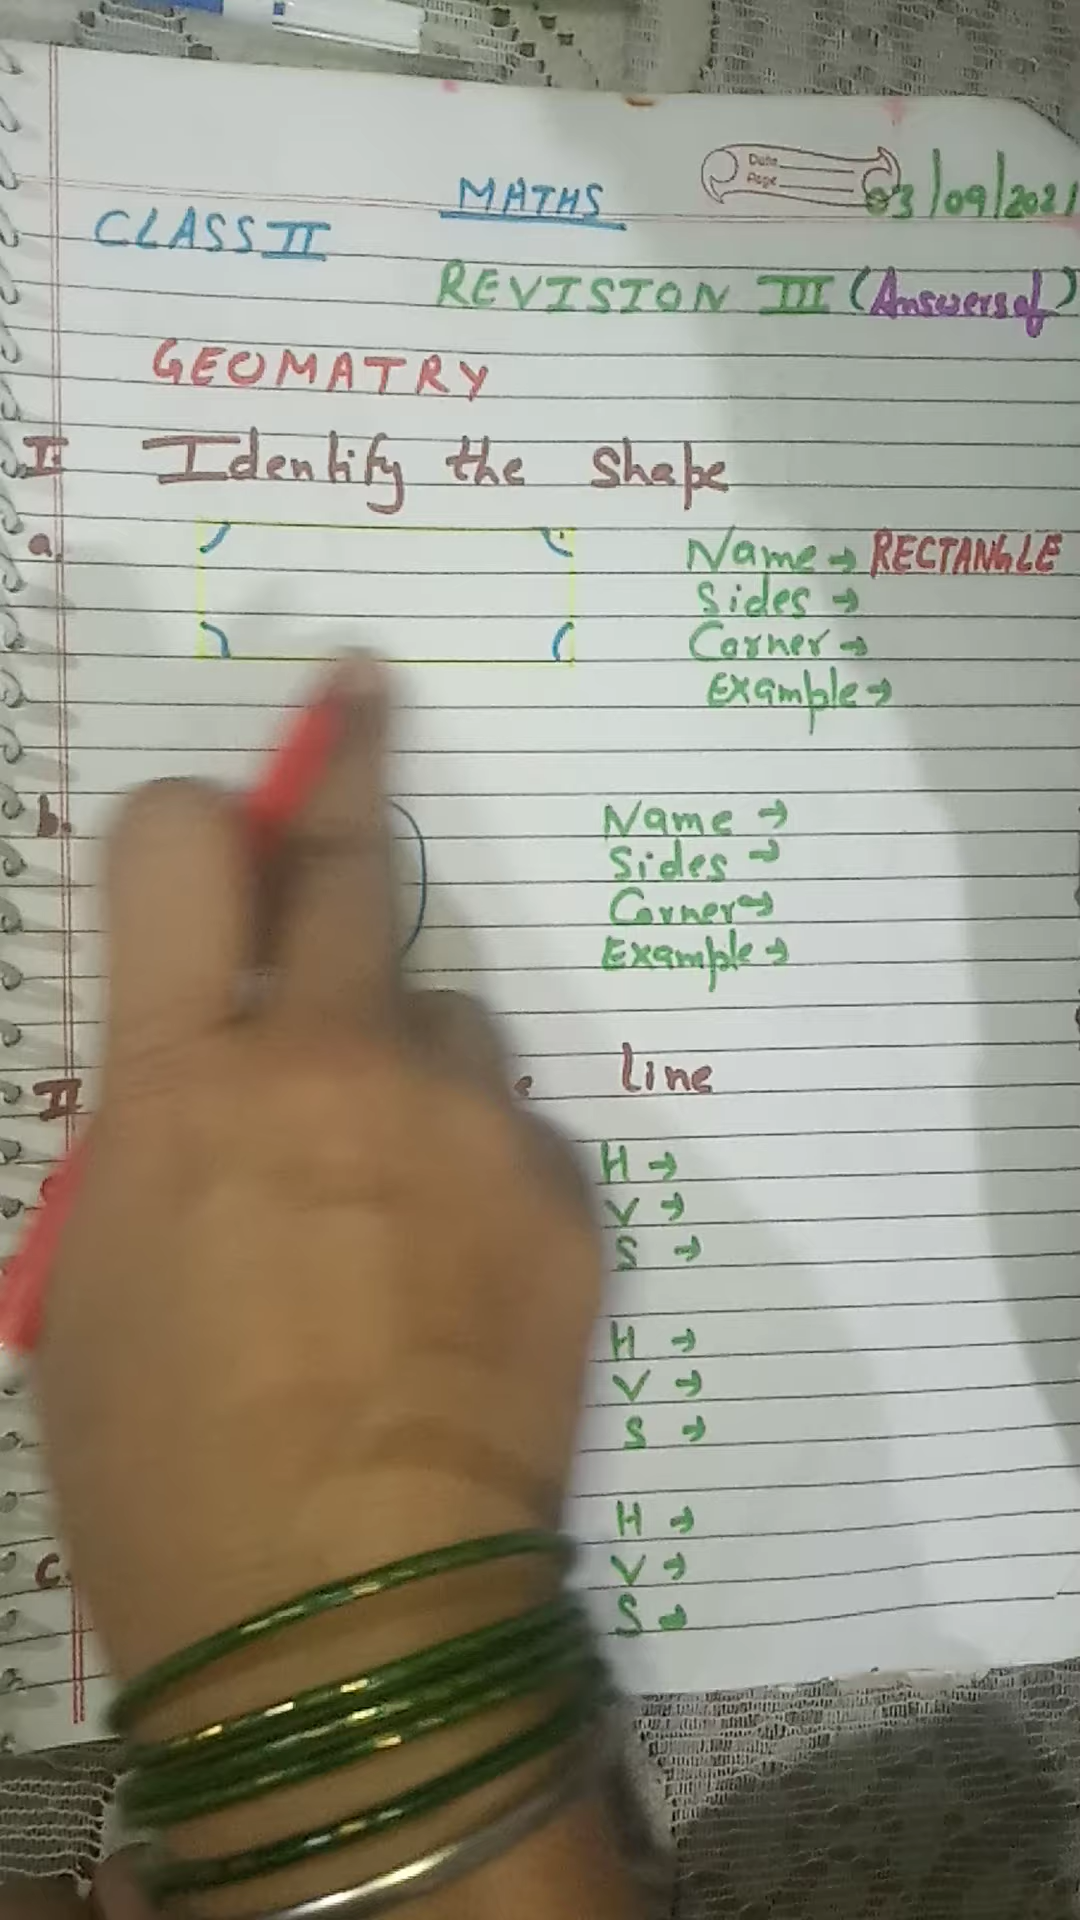 Date
Page
03/09/2021
MATHS
CLASS II
REVISION III (Answers of)
GEOMATRY
I. Identify the Shape
a.
Name → RECTANGLE
Sides →
Corner →
Example →
b.
Name →
Sides →
Corner →
Example →
II line
H →
V →
S →
H →
V →
S →
c.
H →
V →
S →